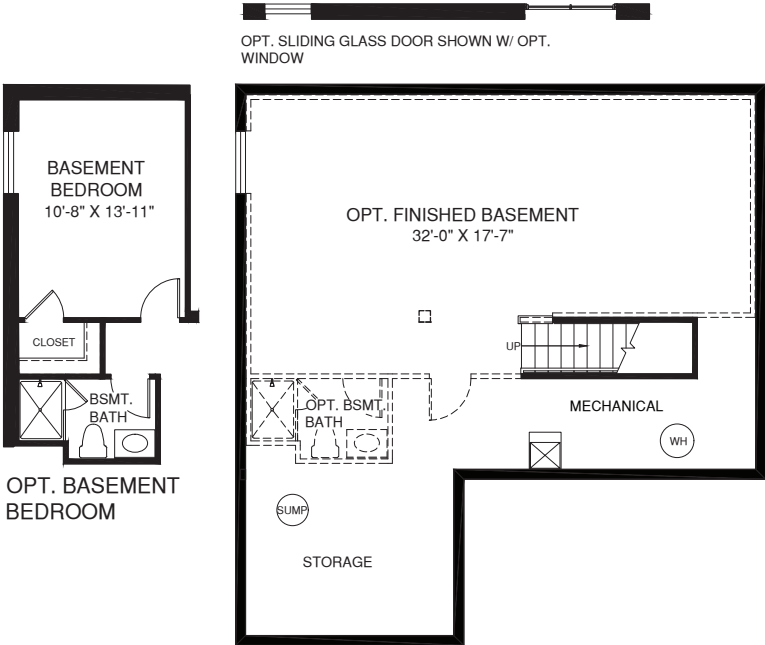 OPT. SLIDING GLASS DOOR SHOWN W/ OPT.
WINDOW
BASEMENT
BEDROOM
10'-8" X 13'-11"
CLOSET
BSMT.
BATH
OPT. BASEMENT
BEDROOM
OPT. FINISHED BASEMENT
32'-0" X 17'-7"
UP
OPT. BSMT.
BATH
MECHANICAL
WH
SUMP
STORAGE